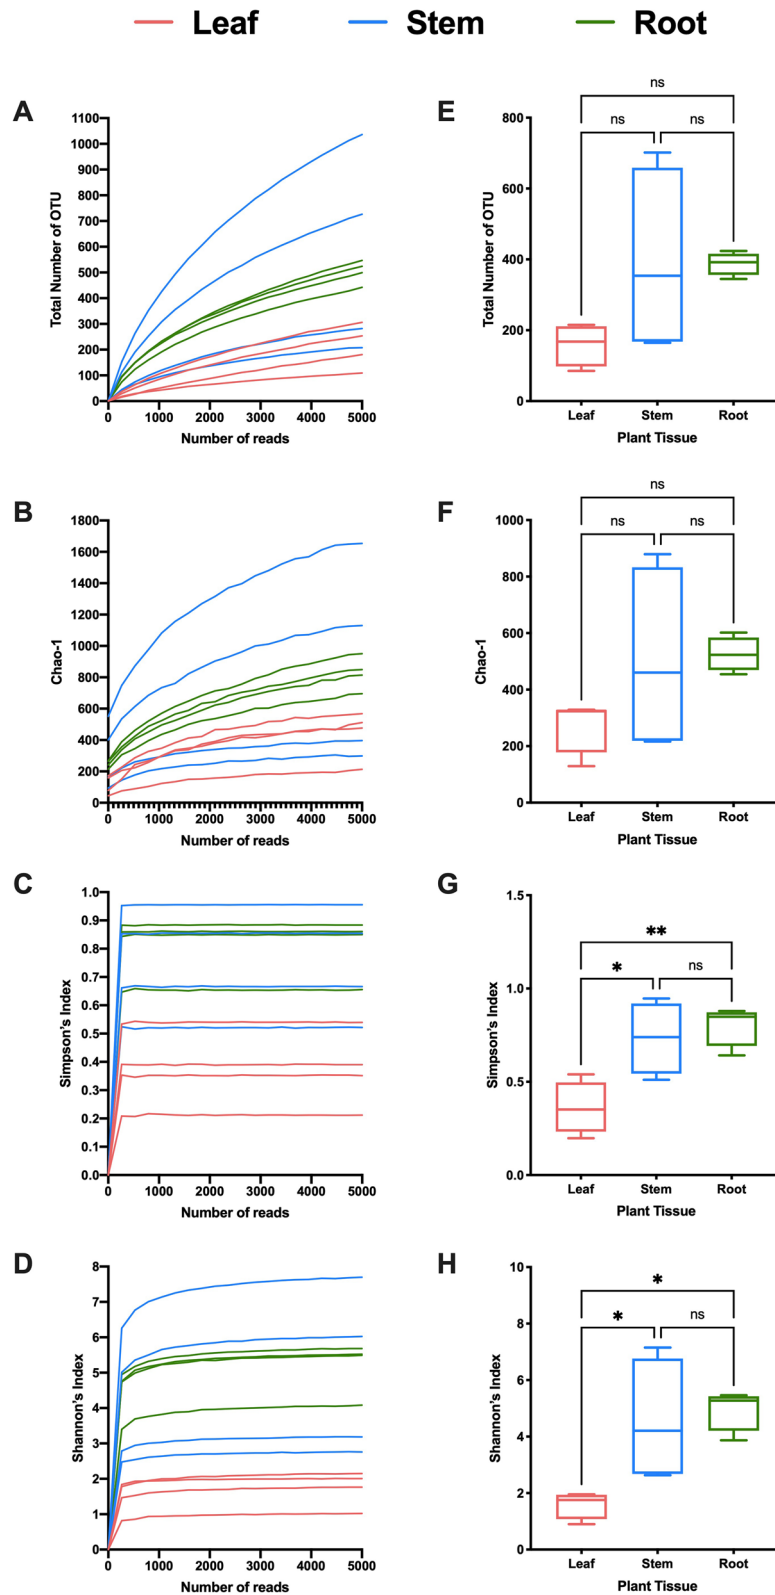 Leaf Stem Root
A
Total Number of OTU
1100
1000
900
800
700
600
500
400
300
200
100
0
0 1000 2000 3000 4000 5000
Number of reads
E
Total Number of OTU
800
600
400
200
0
ns
ns ns
Leaf Stem Root
Plant Tissue
B
Chao-1
1800
1600
1400
1200
1000
800
600
400
200
0
0 1000 2000 3000 4000 5000
Number of reads
F
Chao-1
1000
800
600
400
200
0
ns
ns ns
Leaf Stem Root
Plant Tissue
C
Simpson's Index
1.0
0.9
0.8
0.7
0.6
0.5
0.4
0.3
0.2
0.1
0.0
0 1000 2000 3000 4000 5000
Number of reads
G
Simpson's Index
1.5
1.0
0.5
0.0
**
* ns
Leaf Stem Root
Plant Tissue
D
Shannon's Index
8
7
6
5
4
3
2
1
0
0 1000 2000 3000 4000 5000
Number of reads
H
Shannon's Index
10
8
6
4
2
0
*
* ns
Leaf Stem Root
Plant Tissue